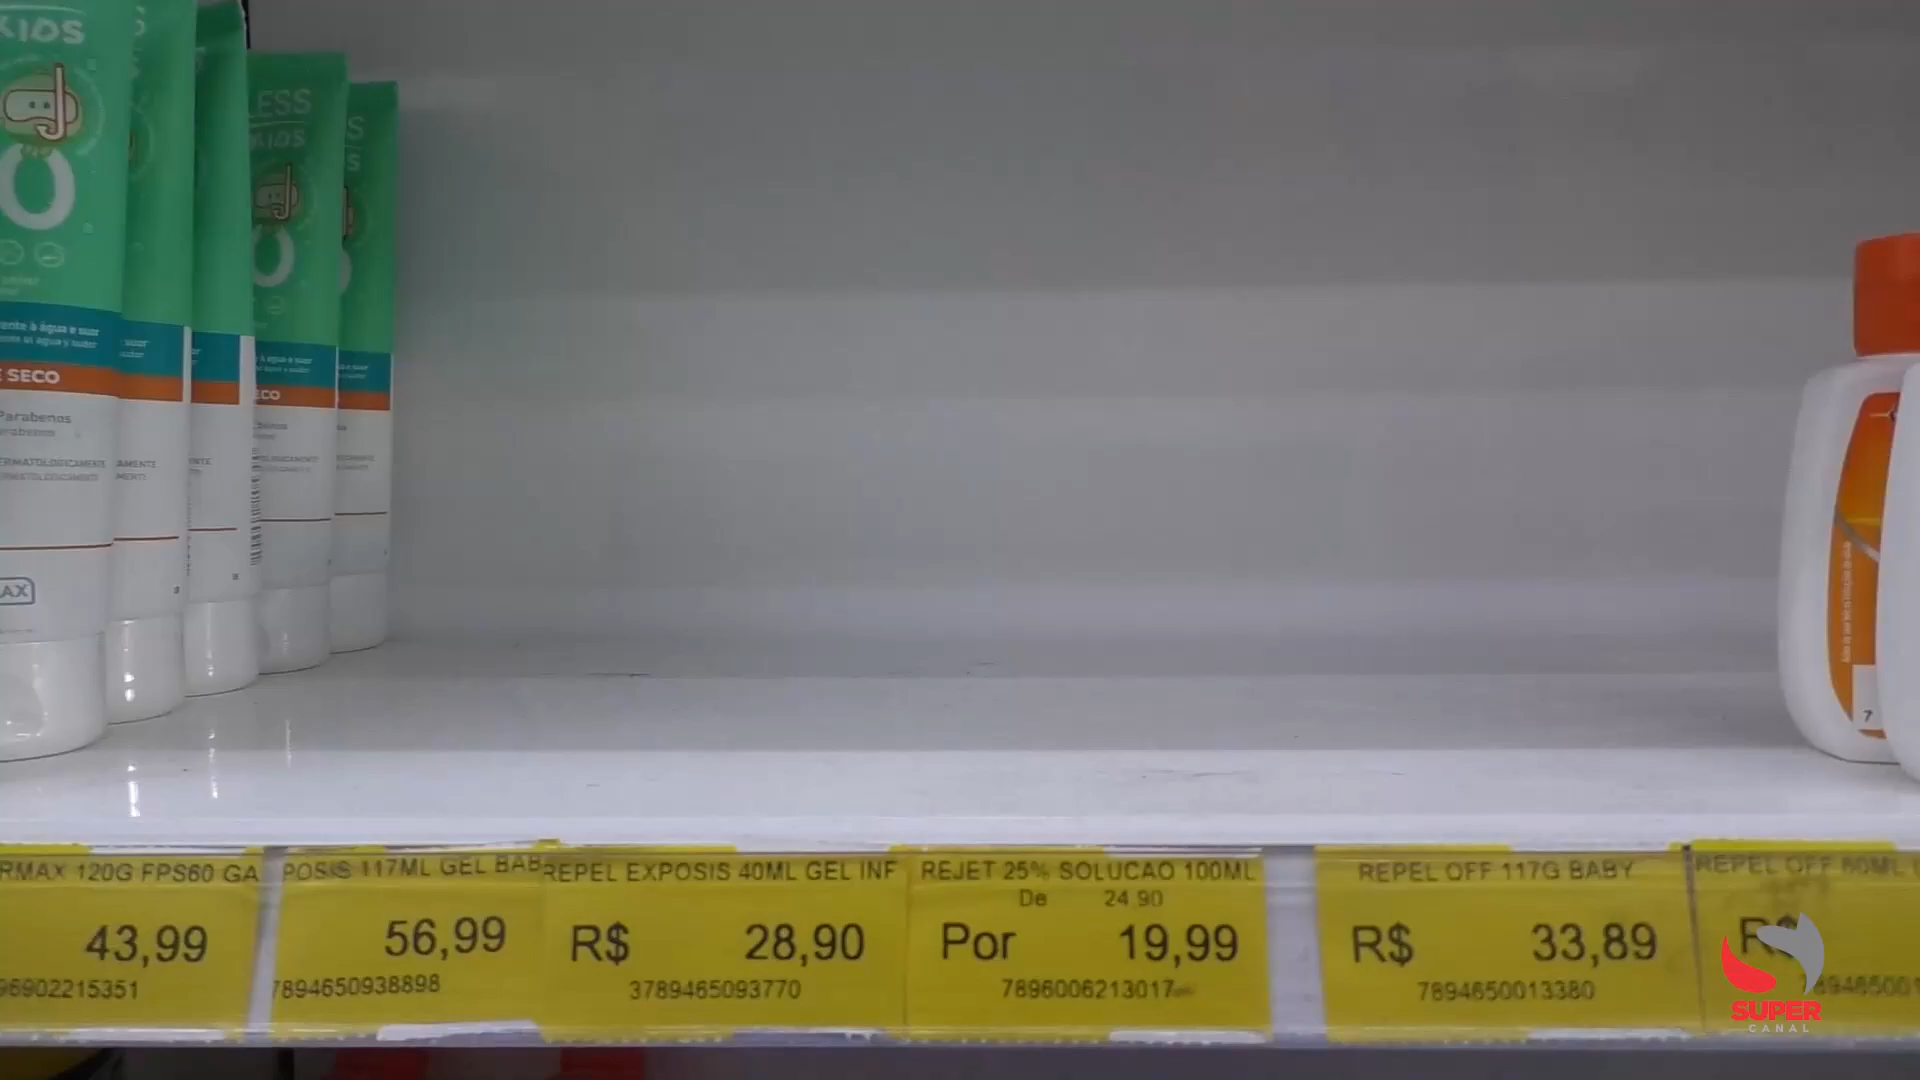 KIDS
LESS
KIDS
E SECO
Parabenos
RMAX 120G FPS60 GA
43,99
96902215351
POSIS 117ML GEL BAB
56,99
7894650938898
REPEL EXPOSIS 40ML GEL INF
R$ 28,90
3789465093770
REJET 25% SOLUCAO 100ML
De 24,90
Por 19,99
7896006213017
REPEL OFF 117G BABY
R$ 33,89
7894650013380
REPEL OFF
R$
SUPER
CANAL